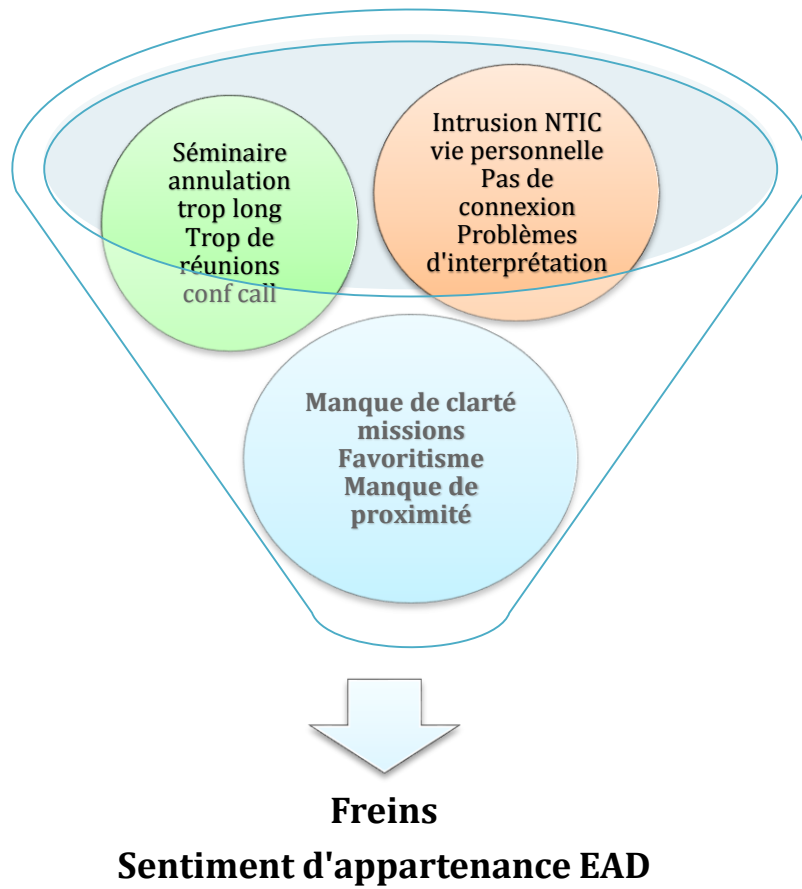 Séminaire
annulation
trop long
Trop de
réunions
conf call
Intrusion NTIC
vie personnelle
Pas de
connexion
Problèmes
d'interprétation
Manque de clarté
missions
Favoritisme
Manque de
proximité
Freins
Sentiment d'appartenance EAD